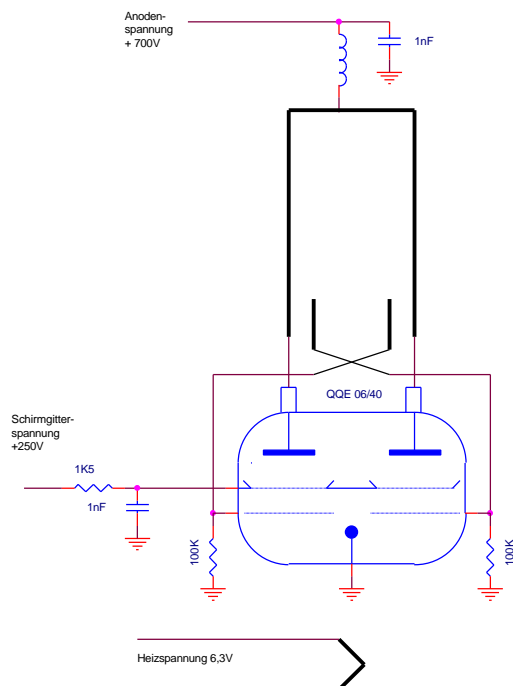 Anoden-
spannung
+ 700V
1nF
QQE 06/40
Schirmgitter-
spannung
+250V
1K5
1nF
100K
100K
Heizspannung 6,3V